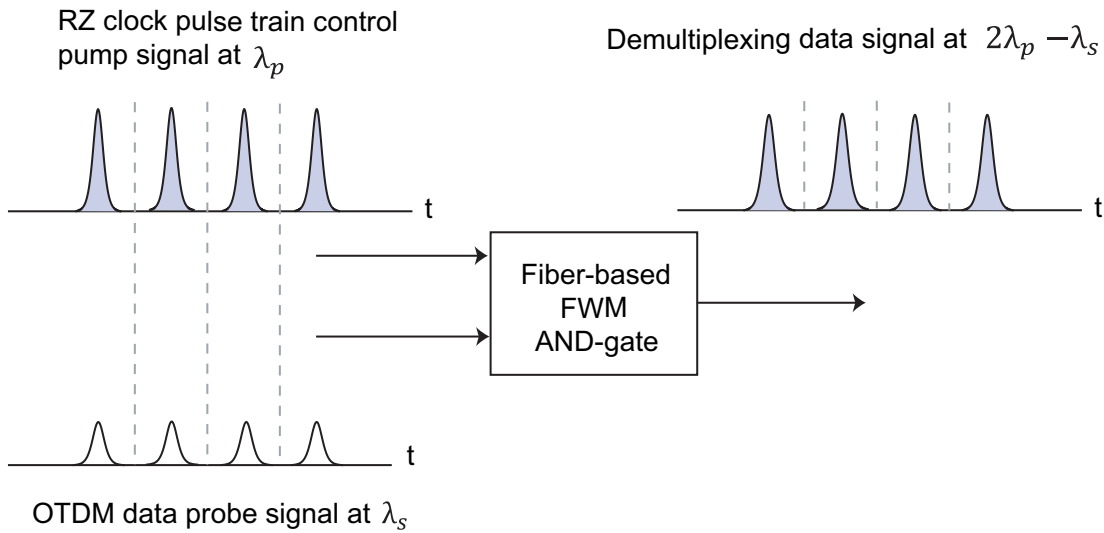 RZ clock pulse train control
pump signal at λₚ
Demultiplexing data signal at 2λₚ −λₛ
t
t
Fiber-based
FWM
AND-gate
t
OTDM data probe signal at λₛ